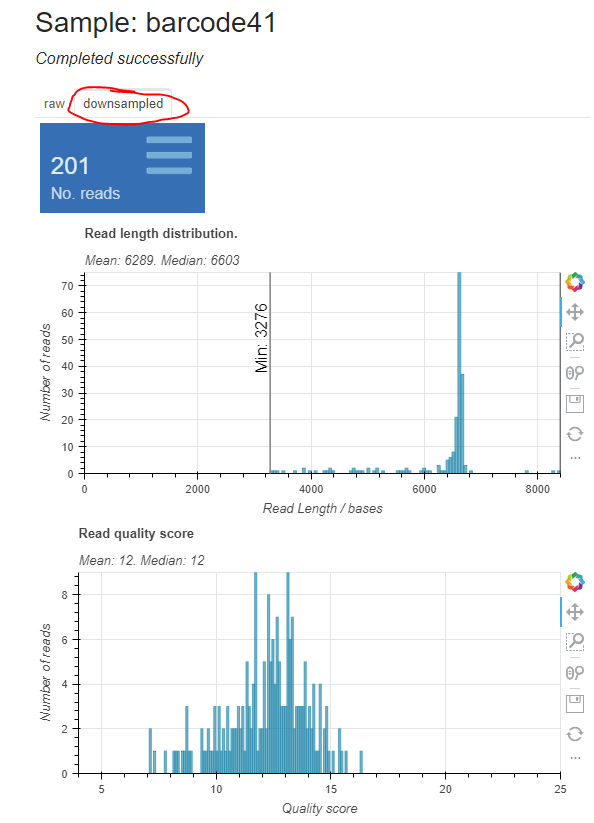 Sample: barcode41
Completed successfully
raw downsampled
201
No. reads
Read length distribution.
Mean: 6289. Median: 6603
Number of reads
70
60
50
40
30
20
10
0
Min: 3276
0 2000 4000 6000 8000
Read Length / bases
Read quality score
Mean: 12. Median: 12
Number of reads
8
6
4
2
0
5 10 15 20 25
Quality score